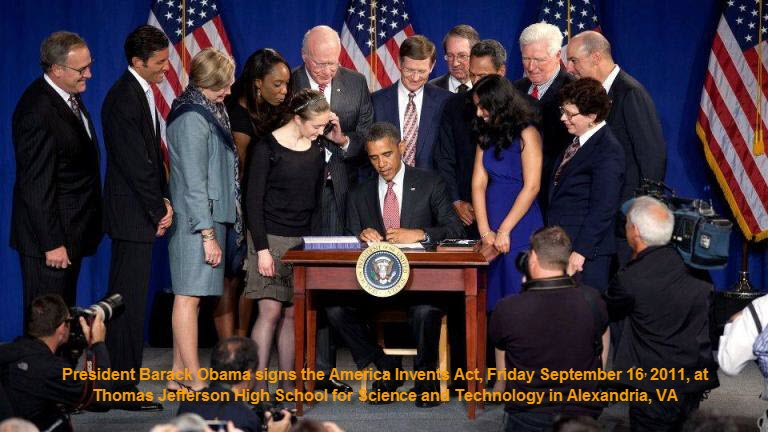 President Barack Obama signs the America Invents Act, Friday September 16, 2011, at
Thomas Jefferson High School for Science and Technology in Alexandria, VA